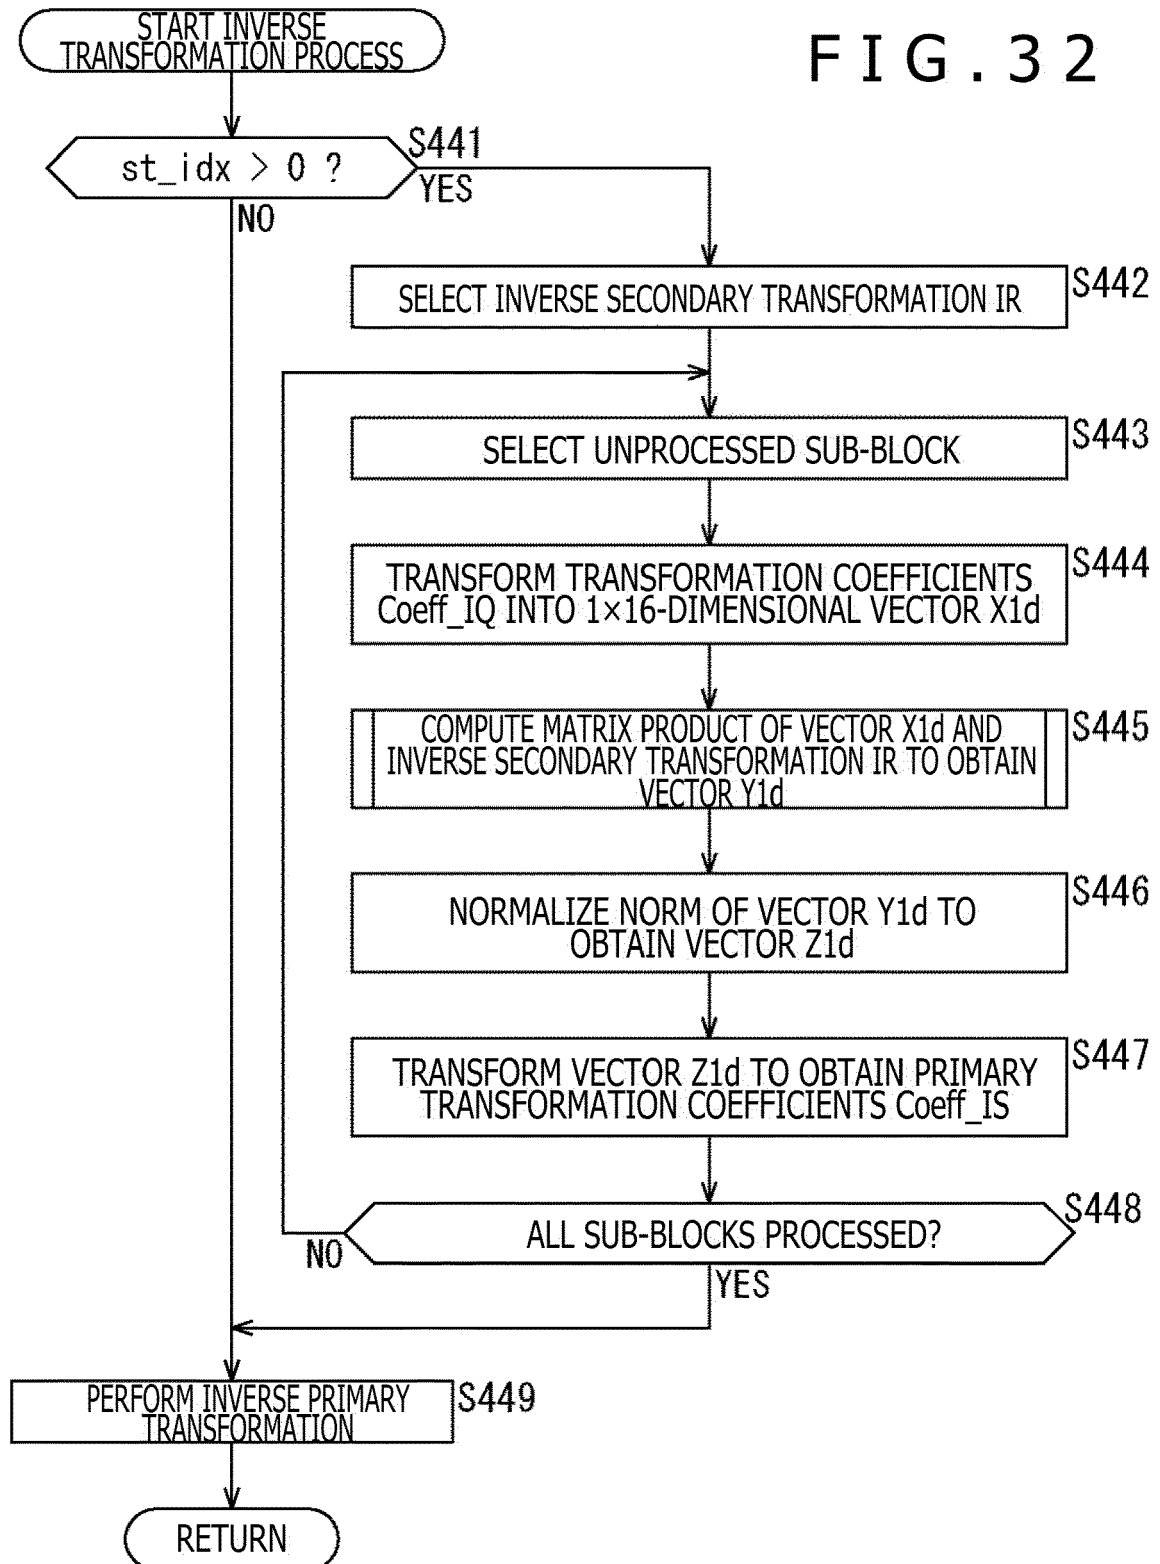 START INVERSE
TRANSFORMATION PROCESS
FIG.32
st_idx > 0 ?
S441
YES
NO
SELECT INVERSE SECONDARY TRANSFORMATION IR
S442
SELECT UNPROCESSED SUB-BLOCK
S443
TRANSFORM TRANSFORMATION COEFFICIENTS
Coeff_IQ INTO 1×16-DIMENSIONAL VECTOR X1d
S444
COMPUTE MATRIX PRODUCT OF VECTOR X1d AND
INVERSE SECONDARY TRANSFORMATION IR TO OBTAIN
VECTOR Y1d
S445
NORMALIZE NORM OF VECTOR Y1d TO
OBTAIN VECTOR Z1d
S446
TRANSFORM VECTOR Z1d TO OBTAIN PRIMARY
TRANSFORMATION COEFFICIENTS Coeff_IS
S447
ALL SUB-BLOCKS PROCESSED?
S448
NO
YES
PERFORM INVERSE PRIMARY
TRANSFORMATION
S449
RETURN